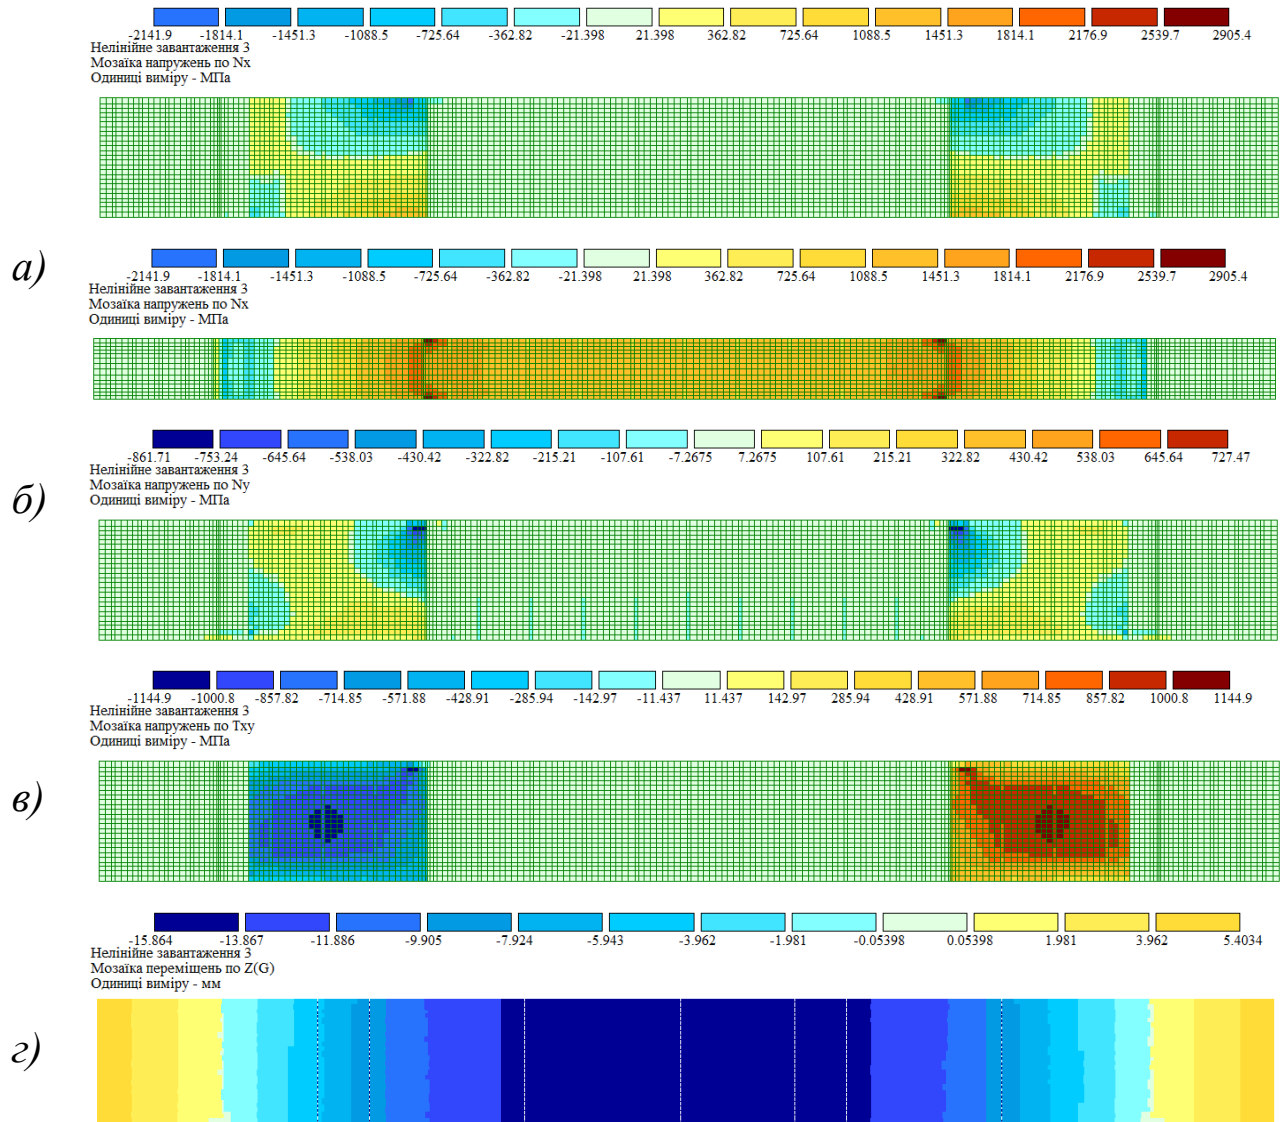 -2141.9 -1814.1 -1451.3 -1088.5 -725.64 -362.82 -21.398 21.398 362.82 725.64 1088.5 1451.3 1814.1 2176.9 2539.7 2905.4
Нелінійне завантаження 3
Мозаїка напружень по Nx
Одиниці виміру - МПа
а)
-2141.9 -1814.1 -1451.3 -1088.5 -725.64 -362.82 -21.398 21.398 362.82 725.64 1088.5 1451.3 1814.1 2176.9 2539.7 2905.4
Нелінійне завантаження 3
Мозаїка напружень по Nx
Одиниці виміру - МПа
-861.71 -753.24 -645.64 -538.03 -430.42 -322.82 -215.21 -107.61 -7.2675 7.2675 107.61 215.21 322.82 430.42 538.03 645.64 727.47
Нелінійне завантаження 3
Мозаїка напружень по Ny
Одиниці виміру - МПа
б)
-1144.9 -1000.8 -857.82 -714.85 -571.88 -428.91 -285.94 -142.97 -11.437 11.437 142.97 285.94 428.91 571.88 714.85 857.82 1000.8 1144.9
Нелінійне завантаження 3
Мозаїка напружень по Txy
Одиниці виміру - МПа
в)
-15.864 -13.867 -11.886 -9.905 -7.924 -5.943 -3.962 -1.981 -0.05398 0.05398 1.981 3.962 5.4034
Нелінійне завантаження 3
Мозаїка переміщень по Z(G)
Одиниці виміру - мм
г)